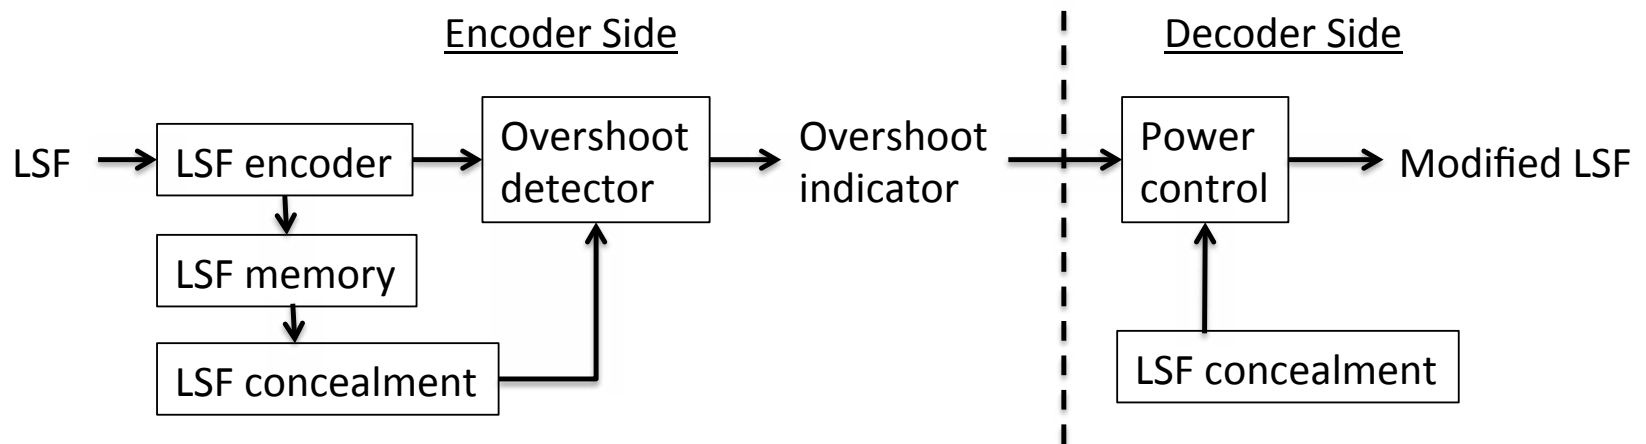 Encoder Side
Decoder Side
LSF
LSF encoder
Overshoot
detector
Overshoot
indicator
Power
control
Modified LSF
LSF memory
LSF concealment
LSF concealment